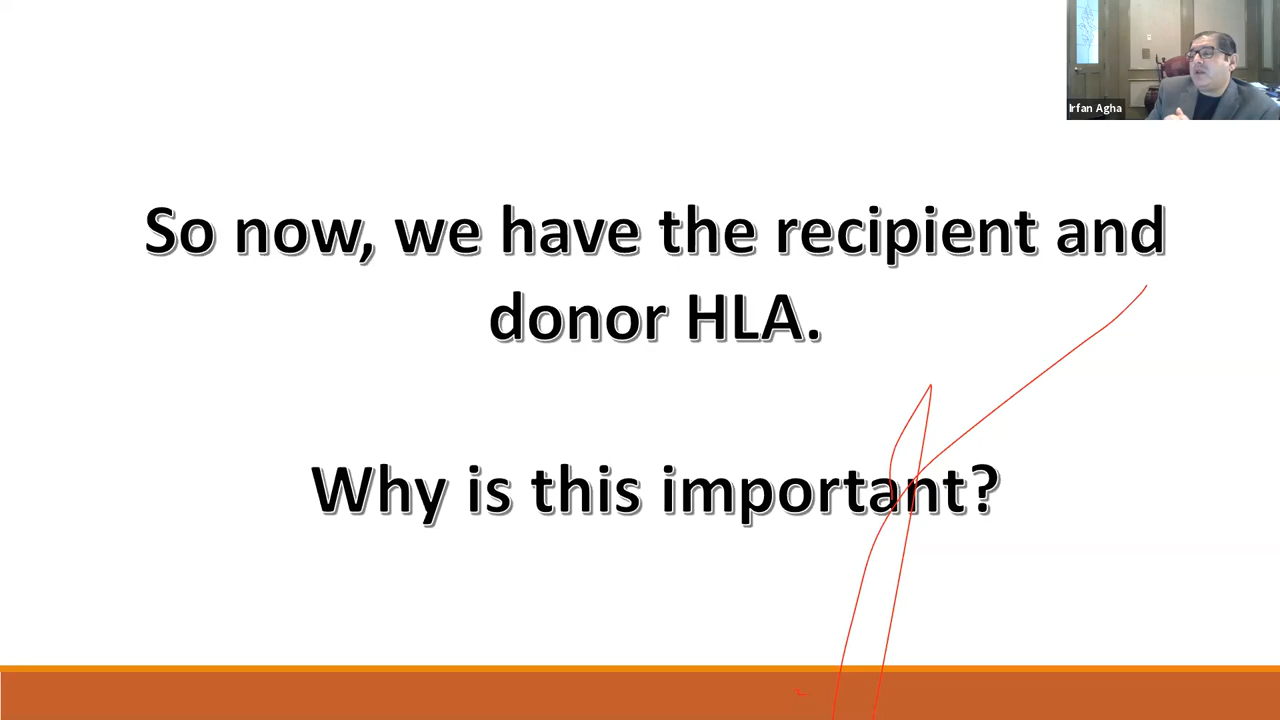 Irfan Agha
So now, we have the recipient and
donor HLA.
Why is this important?